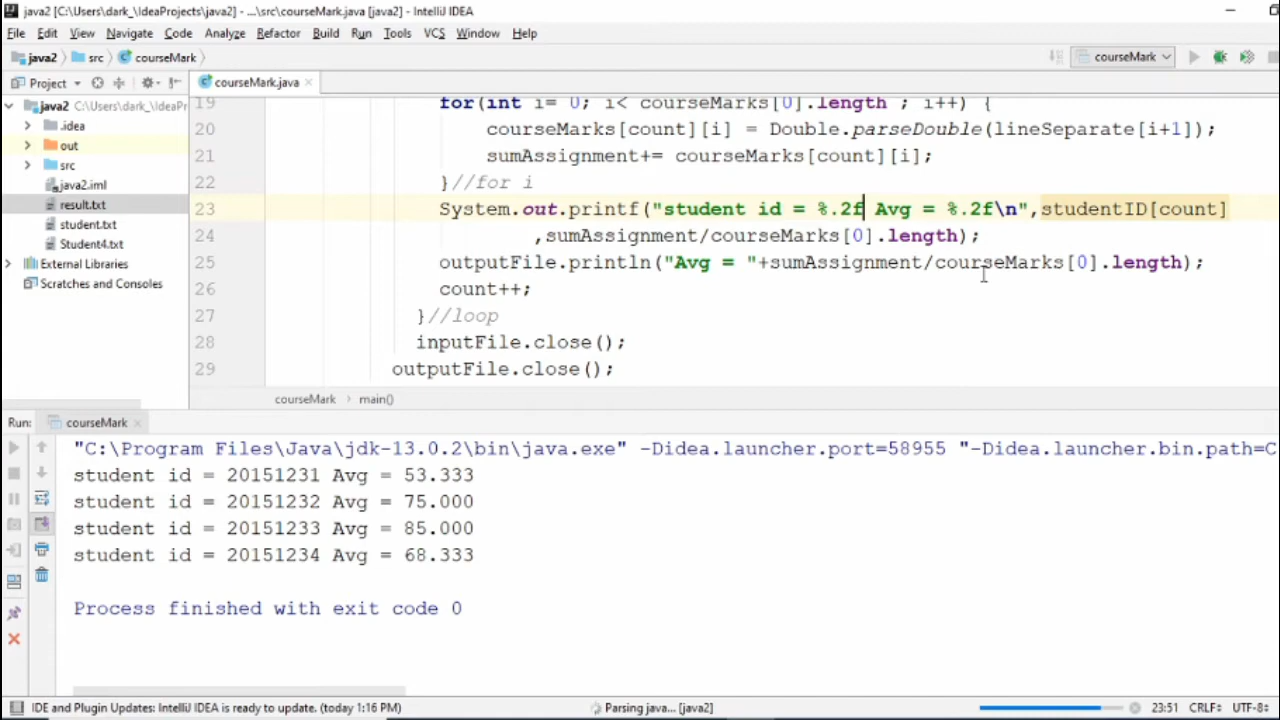 java2 [C:\Users\dark_\IdeaProjects\java2] - ...\src\courseMark.java [java2] - IntelliJ IDEA
File Edit View Navigate Code Analyze Refactor Build Run Tools VCS Window Help
java2 src courseMark courseMark
Project courseMark.java
java2 C:\Users\dark_\IdeaPr
.idea
out
src
java2.iml
result.txt
student.txt
Student4.txt
External Libraries
Scratches and Consoles
19 for(int i= 0; i< courseMarks[0].length ; i++) {
20 courseMarks[count][i] = Double.parseDouble(lineSeparate[i+1]);
21 sumAssignment+= courseMarks[count][i];
22 }//for i
23 System.out.printf("student id = %.2f Avg = %.2f\n",studentID[count]
24 ,sumAssignment/courseMarks[0].length);
25 outputFile.println("Avg = "+sumAssignment/courseMarks[0].length);
26 count++;
27 }//loop
28 inputFile.close();
29 outputFile.close();
courseMark main()
Run: courseMark
"C:\Program Files\Java\jdk-13.0.2\bin\java.exe" -Didea.launcher.port=58955 "-Didea.launcher.bin.path=C
student id = 20151231 Avg = 53.333
student id = 20151232 Avg = 75.000
student id = 20151233 Avg = 85.000
student id = 20151234 Avg = 68.333
Process finished with exit code 0
IDE and Plugin Updates: IntelliJ IDEA is ready to update. (today 1:16 PM) Parsing java... [java2] 23:51 CRLF UTF-8